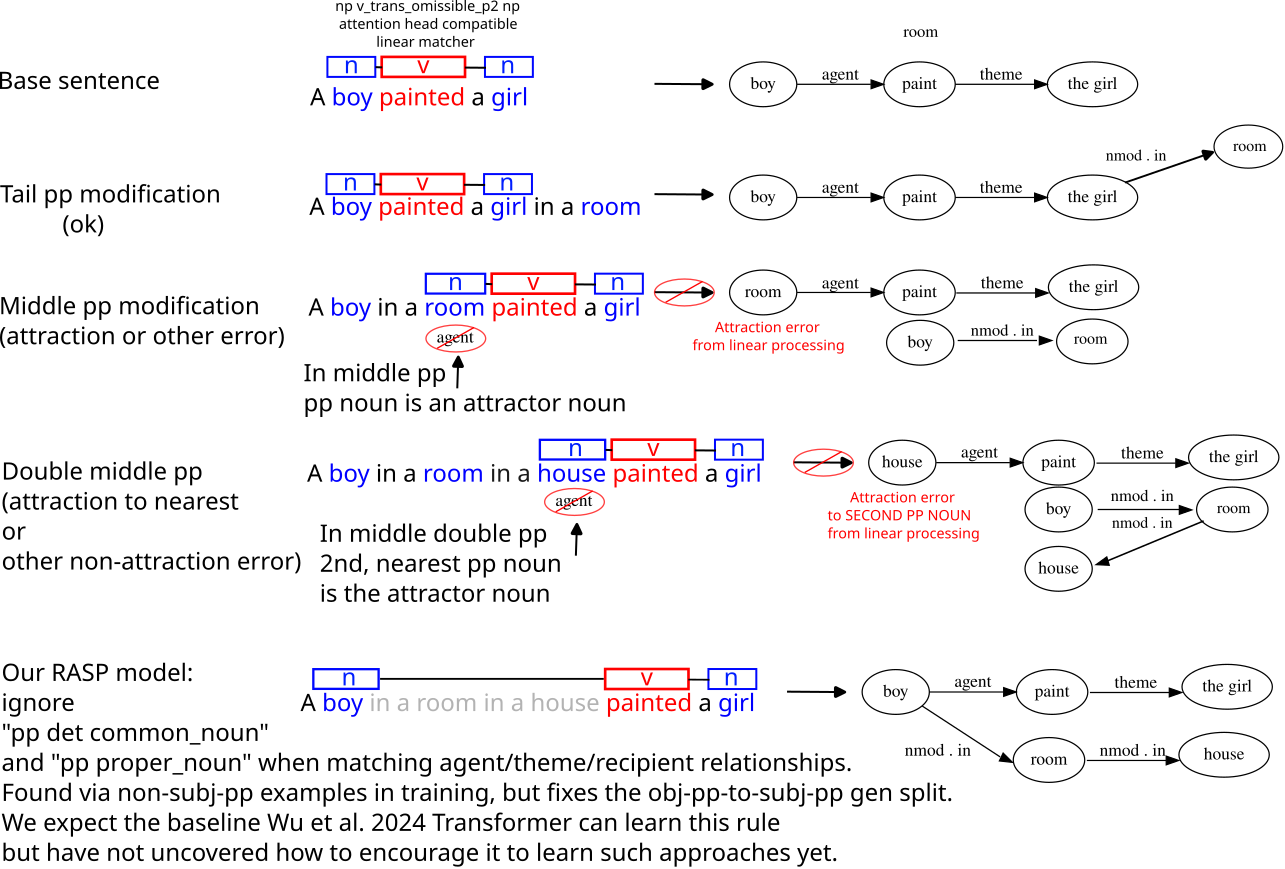 np v_trans_omissible_p2 np
attention head compatible
linear matcher
room
n v n
Base sentence
A boy painted a girl
boy agent paint theme the girl
nmod . in room
n v n
Tail pp modification
(ok)
A boy painted a girl in a room
boy agent paint theme the girl
n v n
Middle pp modification
(attraction or other error)
A boy in a room painted a girl
room agent paint theme the girl
agent
Attraction error
from linear processing
boy nmod . in room
In middle pp
pp noun is an attractor noun
n v n
Double middle pp
(attraction to nearest
or
other non-attraction error)
A boy in a room in a house painted a girl
house agent paint theme the girl
agent
Attraction error
to SECOND PP NOUN
from linear processing
boy nmod . in room
nmod . in
house
In middle double pp
2nd, nearest pp noun
is the attractor noun
n v n
A boy in a room in a house painted a girl
boy agent paint theme the girl
nmod . in room nmod . in house
Our RASP model:
ignore
"pp det common_noun"
and "pp proper_noun" when matching agent/theme/recipient relationships.
Found via non-subj-pp examples in training, but fixes the obj-pp-to-subj-pp gen split.
We expect the baseline Wu et al. 2024 Transformer can learn this rule
but have not uncovered how to encourage it to learn such approaches yet.